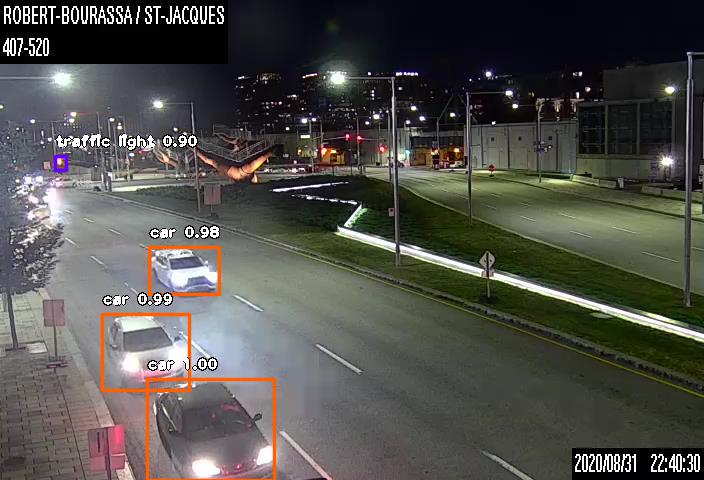 ROBERT-BOURASSA / ST-JACQUES
407-520
traffic light 0.90
car 0.98
car 0.99
car 1.00
2020/08/31 22:40:30